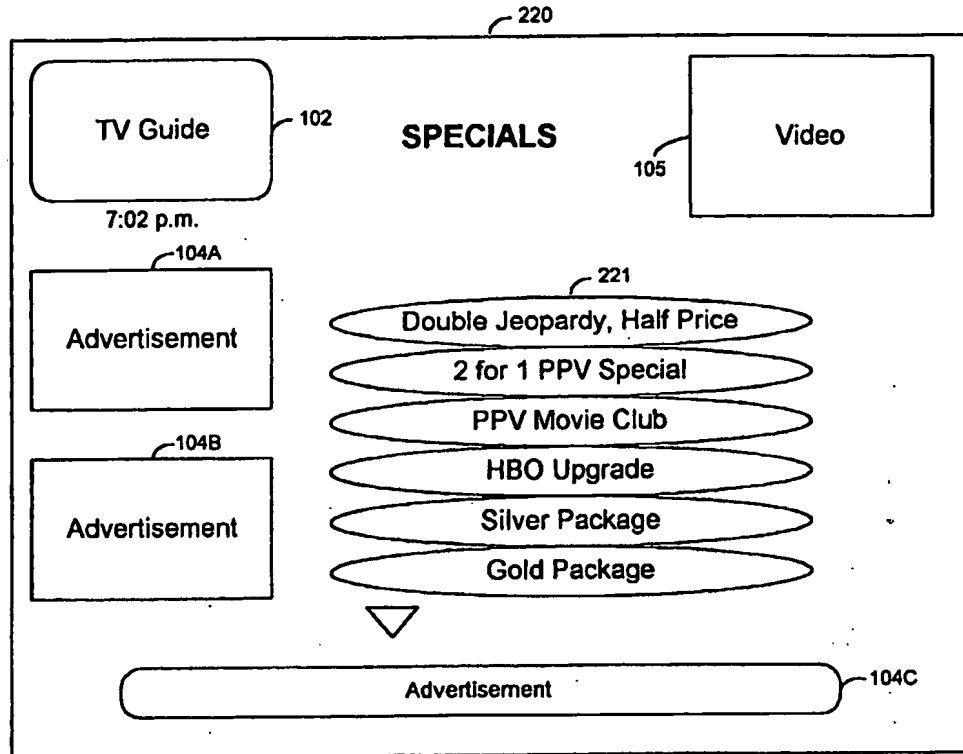 220
TV Guide
102
SPECIALS
105
Video
7:02 p.m.
104A
Advertisement
221
Double Jeopardy, Half Price
2 for 1 PPV Special
PPV Movie Club
104B
HBO Upgrade
Advertisement
Silver Package
Gold Package
Advertisement
104C